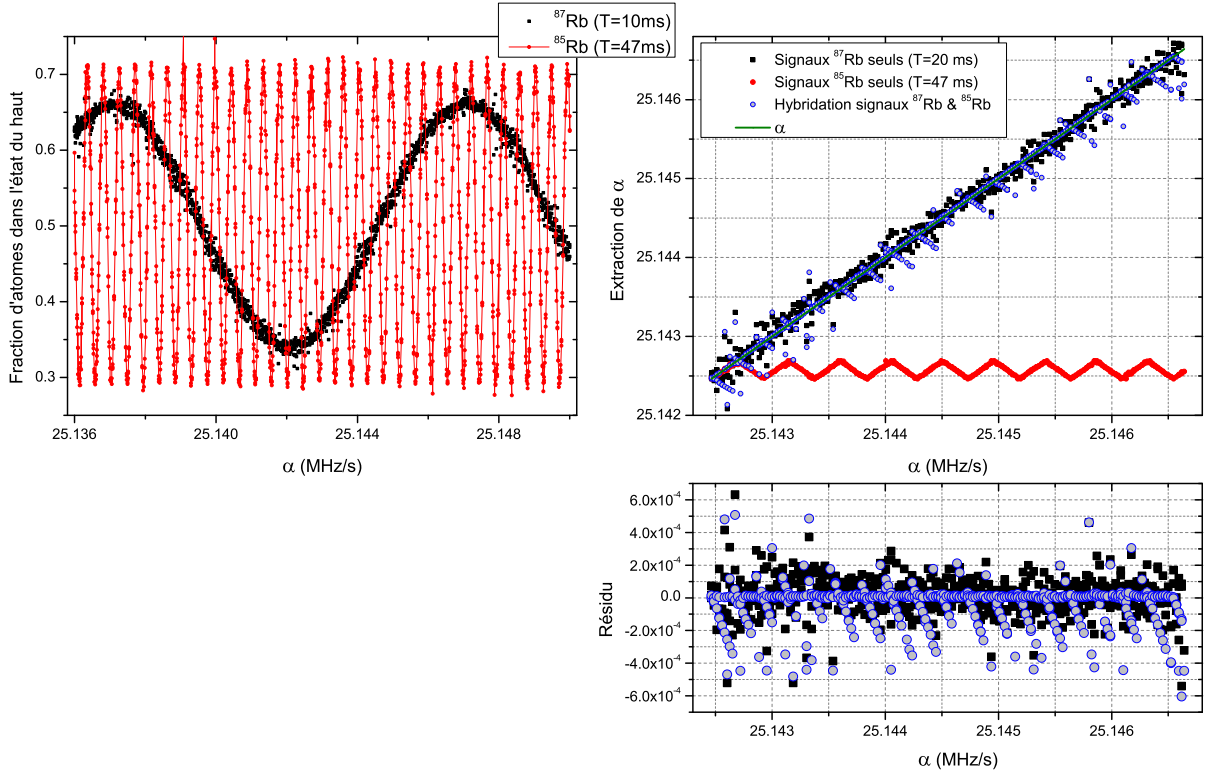 ⁸⁷Rb (T=10ms)
⁸⁵Rb (T=47ms)
0.7
0.6
0.5
0.4
0.3
Fraction d'atomes dans l'état du haut
25.136
25.140
25.144
25.148
α (MHz/s)
Signaux ⁸⁷Rb seuls (T=20 ms)
Signaux ⁸⁵Rb seuls (T=47 ms)
Hybridation signaux ⁸⁷Rb & ⁸⁵Rb
α
25.146
25.145
25.144
25.143
25.142
Extraction de α
25.143
25.144
25.145
25.146
α (MHz/s)
6.0x10⁻⁴
4.0x10⁻⁴
2.0x10⁻⁴
0.0
-2.0x10⁻⁴
-4.0x10⁻⁴
-6.0x10⁻⁴
Résidu
25.143
25.144
25.145
25.146
α (MHz/s)